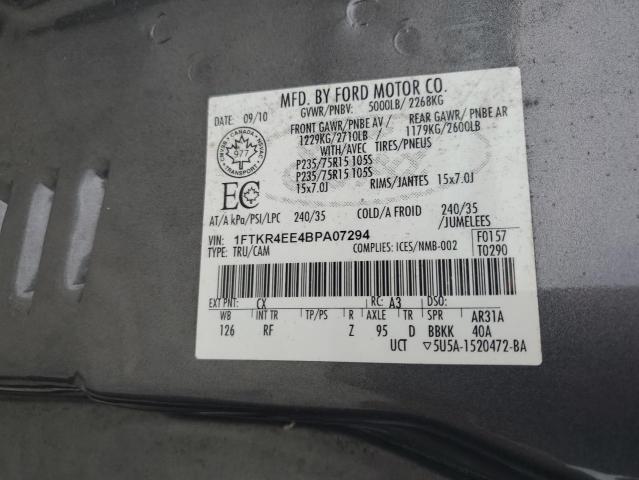 MFD. BY FORD MOTOR CO.
DATE: 09/10
GVWR/PNBV: 5000LB/ 2268KG
FRONT GAWR/PNBE AV / REAR GAWR/ PNBE AR
1229KG/2710LB 1179KG/2600LB
WITH/AVEC TIRES/PNEUS
P235/75R15 105S
P235/75R15 105S
15x7.0J RIMS/JANTES 15x7.0J
CANADA
977
TRANSPORT
EC
AT/A kPa/PSI/LPC 240/35 COLD/A FROID 240/35
/JUMELEES
VIN: 1FTKR4EE4BPA07294
TYPE: TRU/CAM COMPLIES: ICES/NMB-002
F0157
T0290
EXT PNT: CX RC: A3 DSO:
WB INT TR TP/PS R AXLE TR SPR AR31A
126 RF Z 95 D BBKK 40A
UCT ▽5U5A-1520472-BA